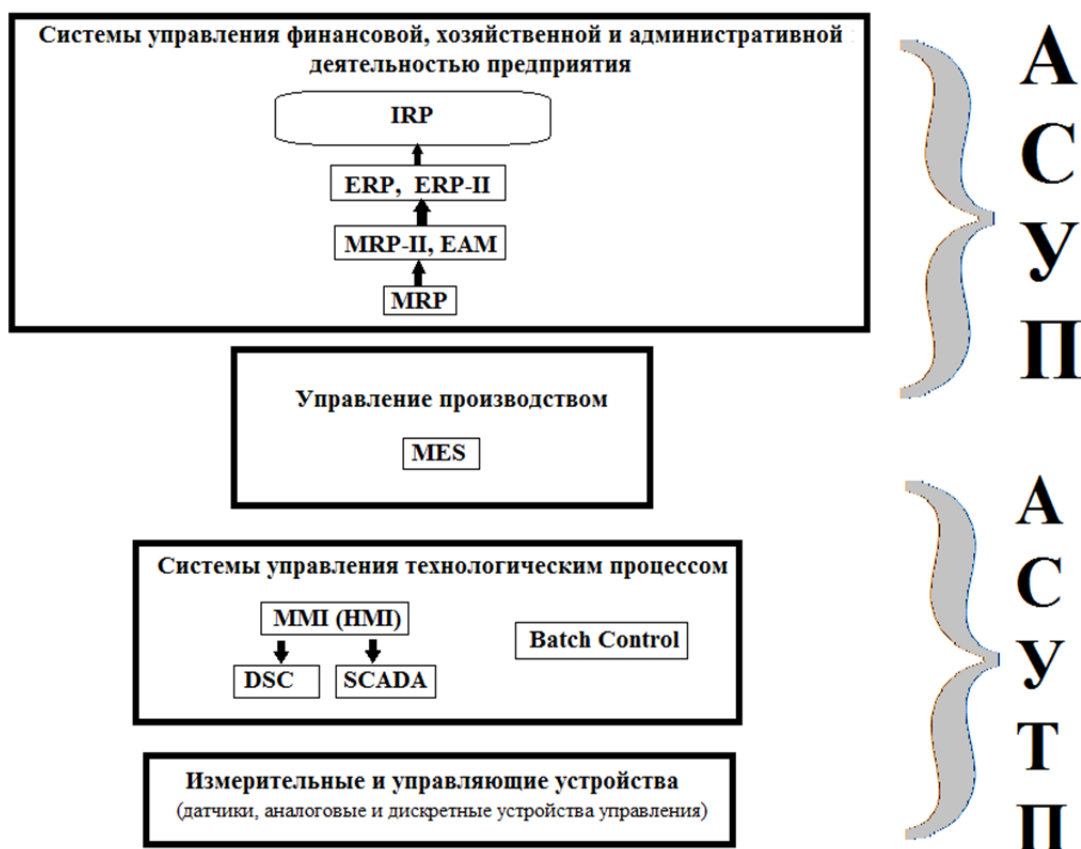 Системы управления финансовой, хозяйственной и административной
деятельностью предприятия
IRP
ERP, ERP-II
MRP-II, EAM
MRP
А
С
У
П
Управление производством
MES
Системы управления технологическим процессом
MMI (HMI)
DSC
SCADA
Batch Control
Измерительные и управляющие устройства
(датчики, аналоговые и дискретные устройства управления)
А
С
У
Т
П